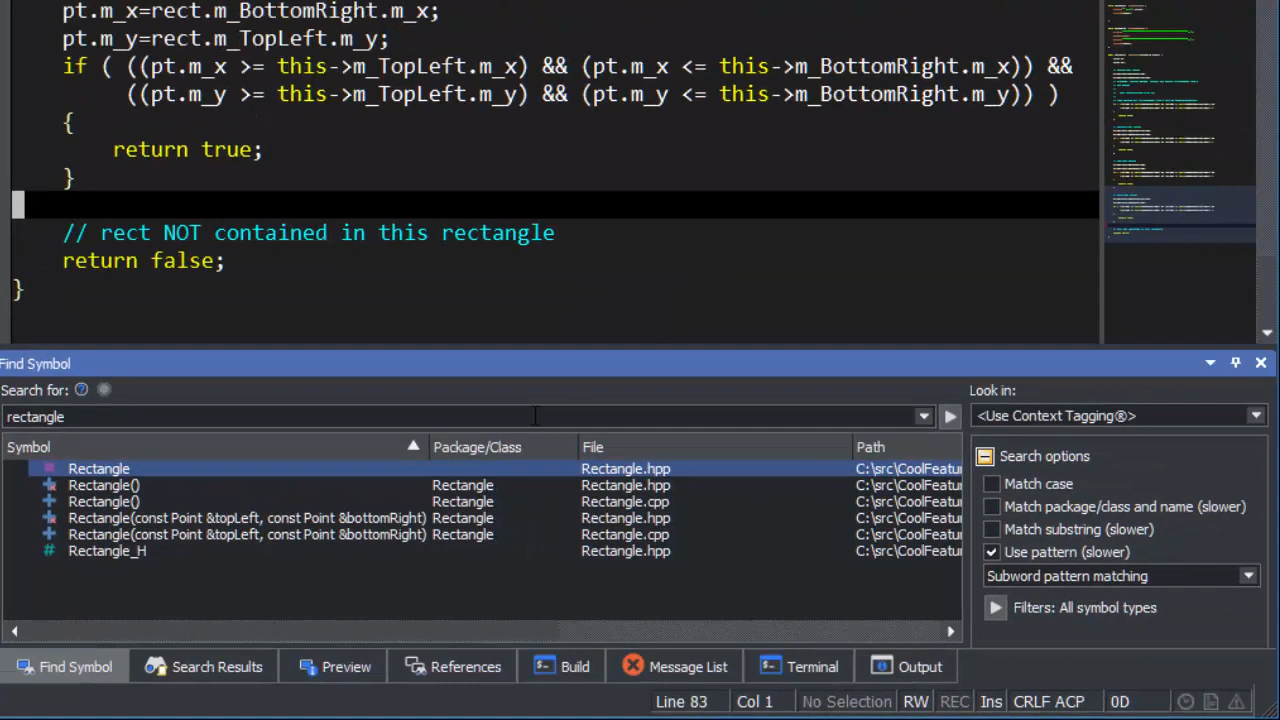 pt.m_x=rect.m_BottomRight.m_x;
pt.m_y=rect.m_TopLeft.m_y;
if ( ((pt.m_x >= this->m_TopLeft.m_x) && (pt.m_x <= this->m_BottomRight.m_x)) &&
((pt.m_y >= this->m_TopLeft.m_y) && (pt.m_y <= this->m_BottomRight.m_y)) )
{
return true;
}
// rect NOT contained in this rectangle
return false;
}
Find Symbol
Search for:
rectangle
Symbol Package/Class File Path
Rectangle Rectangle.hpp C:\src\CoolFeatur
Rectangle() Rectangle Rectangle.hpp C:\src\CoolFeatur
Rectangle() Rectangle Rectangle.cpp C:\src\CoolFeatur
Rectangle(const Point &topLeft, const Point &bottomRight) Rectangle Rectangle.hpp C:\src\CoolFeatur
Rectangle(const Point &topLeft, const Point &bottomRight) Rectangle Rectangle.cpp C:\src\CoolFeatur
Rectangle_H Rectangle.hpp C:\src\CoolFeatur
Look in:
<Use Context Tagging®>
Search options
Match case
Match package/class and name (slower)
Match substring (slower)
Use pattern (slower)
Subword pattern matching
Filters: All symbol types
Find Symbol Search Results Preview References Build Message List Terminal Output
Line 83 Col 1 No Selection RW REC Ins CRLF ACP 0D